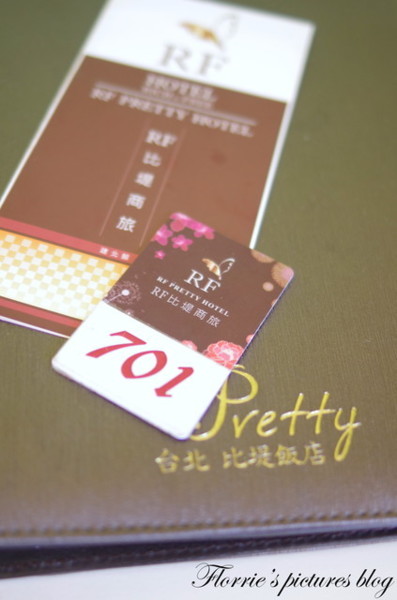 RF
HOTEL
RF PRETTY HOTEL
RF比堤商旅
RF
RF PRETTY HOTEL
RF比堤商旅
701
Pretty
台北 比堤飯店
Florrie's pictures blog